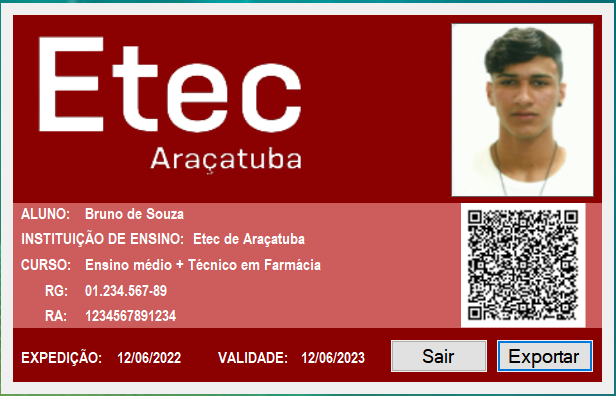 Etec
Araçatuba
ALUNO: Bruno de Souza
INSTITUIÇÃO DE ENSINO: Etec de Araçatuba
CURSO: Ensino médio + Técnico em Farmácia
RG: 01.234.567-89
RA: 1234567891234
EXPEDIÇÃO: 12/06/2022 VALIDADE: 12/06/2023 Sair Exportar